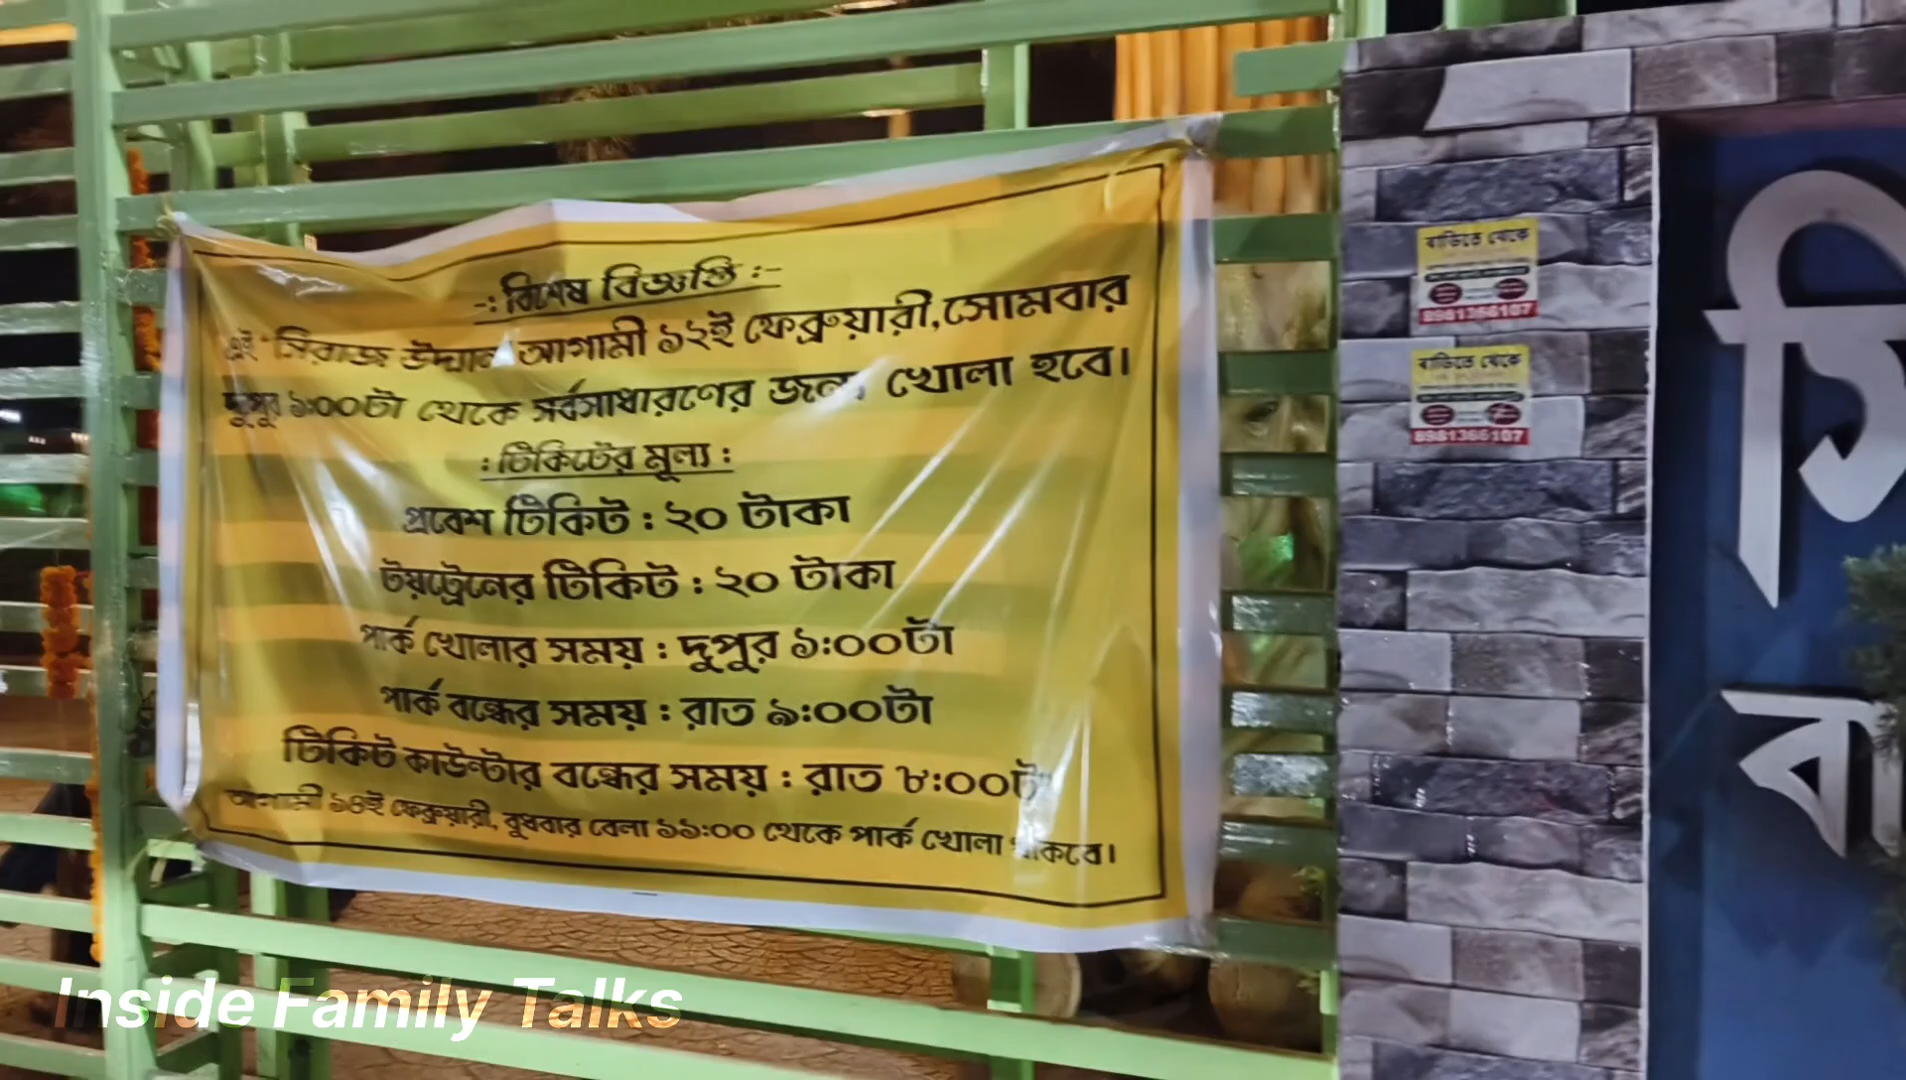 -: বিশেষ বিজ্ঞপ্তি :-
এই সিরাজ উদ্যান আগামী ১২ই ফেব্রুয়ারী, সোমবার
দুপুর ১:০০টা থেকে সর্বসাধারণের জন্য খোলা হবে।
: টিকিটের মূল্য :
প্রবেশ টিকিট : ২০ টাকা
টয়ট্রেনের টিকিট : ২০ টাকা
পার্ক খোলার সময় : দুপুর ১:০০টা
পার্ক বন্ধের সময় : রাত ৯:০০টা
টিকিট কাউন্টার বন্ধের সময় : রাত ৮:০০টা
আগামী ১৪ই ফেব্রুয়ারী, বুধবার বেলা ১১:০০ থেকে পার্ক খোলা থাকবে।
বাড়িতে থেকে
8981366107
বাড়িতে থেকে
8981366107
সি
বা
Inside Family Talks